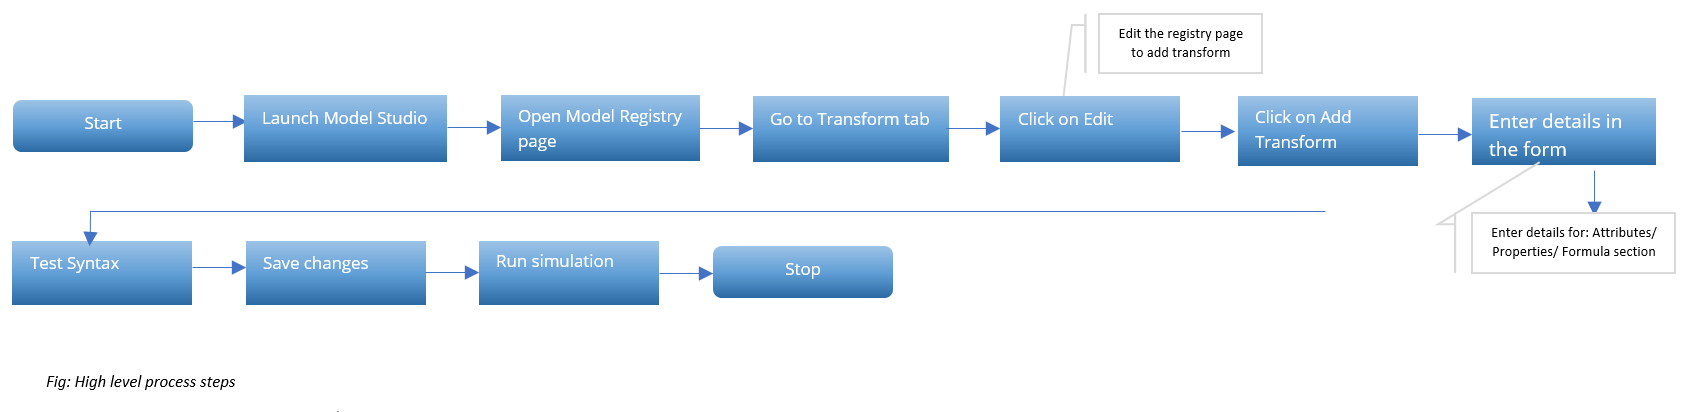 Edit the registry page
to add transform
Start
Launch Model Studio
Open Model Registry
page
Go to Transform tab
Click on Edit
Click on Add
Transform
Enter details in
the form
Enter details for: Attributes/
Properties/ Formula section
Test Syntax
Save changes
Run simulation
Stop
Fig: High level process steps